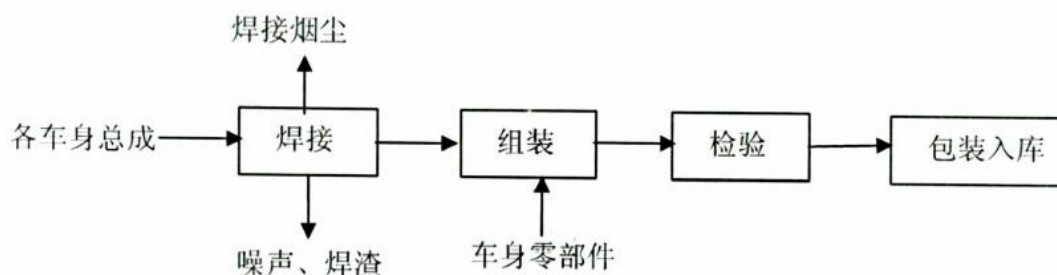 焊接烟尘
各车身总成
焊接
组装
检验
包装入库
噪声、焊渣
车身零部件